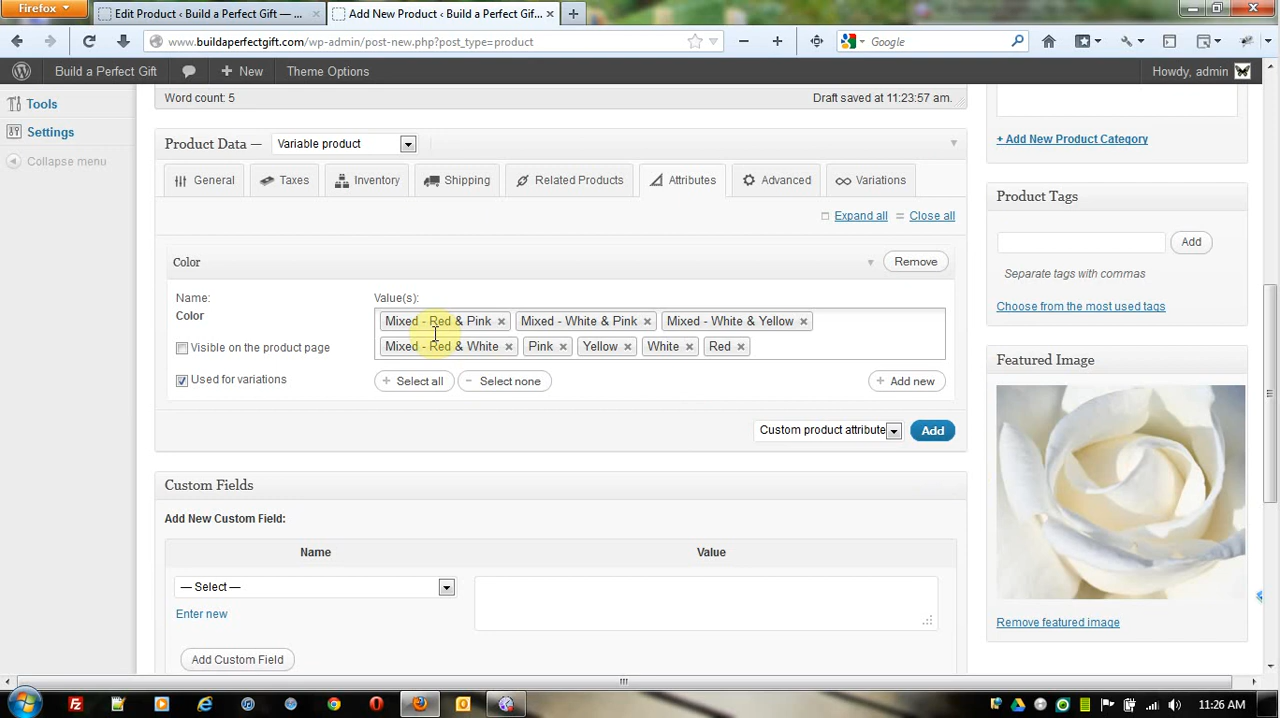 Firefox
Edit Product ‹ Build a Perfect Gift — ...
Add New Product ‹ Build a Perfect Gif...
www.buildaperfectgift.com/wp-admin/post-new.php?post_type=product
Google
Build a Perfect Gift
New
Theme Options
Howdy, admin
Tools
Settings
Collapse menu
Word count: 5
Draft saved at 11:23:57 am.
+ Add New Product Category
Product Data —
Variable product
General
Taxes
Inventory
Shipping
Related Products
Attributes
Advanced
Variations
Expand all
Close all
Product Tags
Add
Separate tags with commas
Choose from the most used tags
Color
Remove
Name:
Color
Value(s):
Mixed - Red & Pink ×
Mixed - White & Pink ×
Mixed - White & Yellow ×
Mixed - Red & White ×
Pink ×
Yellow ×
White ×
Red ×
Visible on the product page
Used for variations
+ Select all
− Select none
+ Add new
Custom product attribute
Add
Featured Image
Remove featured image
Custom Fields
Add New Custom Field:
Name
Value
— Select —
Enter new
Add Custom Field
11:26 AM